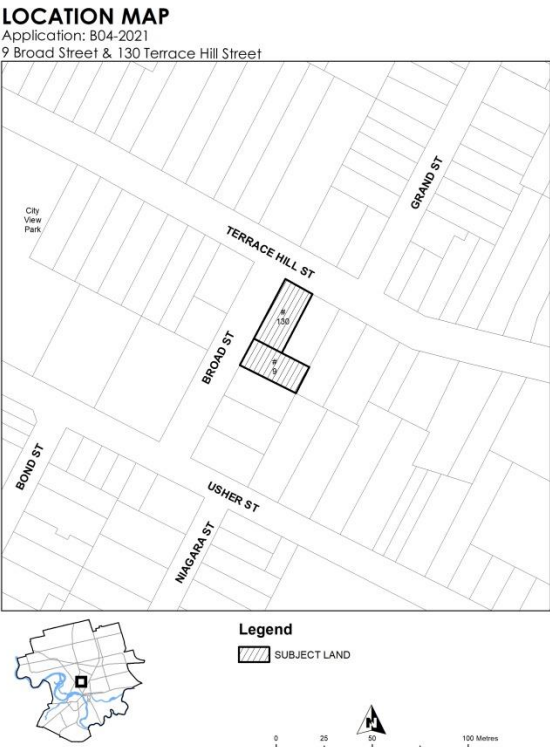 LOCATION MAP
Application: B04-2021
9 Broad Street & 130 Terrace Hill Street
City
View
Park
GRAND ST
TERRACE HILL ST
#
130
BROAD ST
#
9
BOND ST
USHER ST
NIAGARA ST
Legend
SUBJECT LAND
N
0 25 50 100 Metres